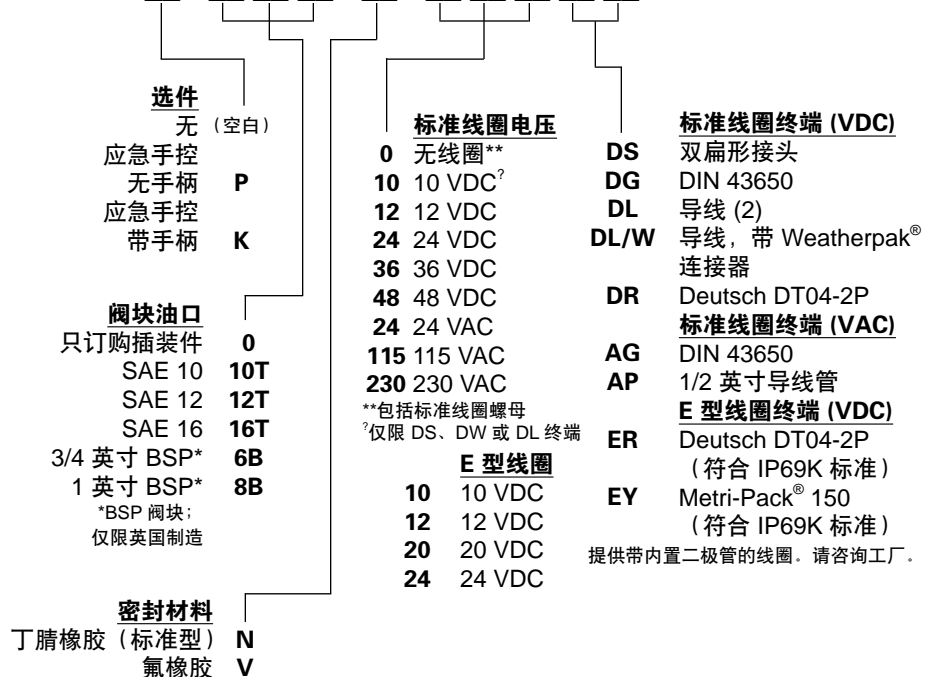 选件
无 (空白)
应急手控
无手柄 P
应急手控
带手柄 K
阀块油口
只订购插装件 0
SAE 10 10T
SAE 12 12T
SAE 16 16T
3/4 英寸 BSP* 6B
1 英寸 BSP* 8B
*BSP 阀块；
仅限英国制造
密封材料
丁腈橡胶（标准型） N
氟橡胶 V
标准线圈电压
0 无线圈**
10 10 VDC?
12 12 VDC
24 24 VDC
36 36 VDC
48 48 VDC
24 24 VAC
115 115 VAC
230 230 VAC
**包括标准线圈螺母
?仅限 DS、DW 或 DL 终端
E 型线圈
10 10 VDC
12 12 VDC
20 20 VDC
24 24 VDC
标准线圈终端 (VDC)
DS 双扁形接头
DG DIN 43650
DL 导线 (2)
DL/W 导线，带 Weatherpak®
连接器
DR Deutsch DT04-2P
标准线圈终端 (VAC)
AG DIN 43650
AP 1/2 英寸导线管
E 型线圈终端 (VDC)
ER Deutsch DT04-2P
（符合 IP69K 标准）
EY Metri-Pack® 150
（符合 IP69K 标准）
提供带内置二极管的线圈。请咨询工厂。